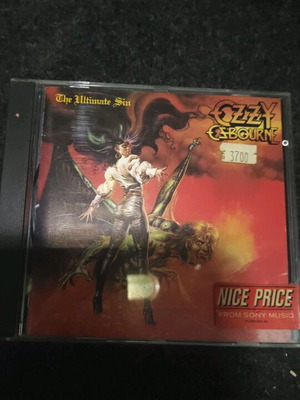 The Ultimate Sin
OZZY
OSBOURNE
3700
NICE PRICE
FROM SONY MUSIC